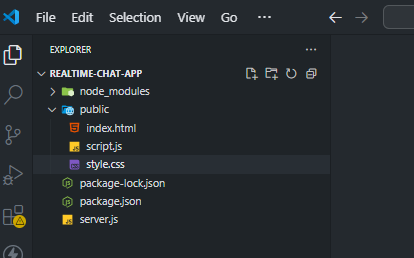 File Edit Selection View Go ...
EXPLORER ...
REALTIME-CHAT-APP
node_modules
public
index.html
script.js
style.css
package-lock.json
package.json
server.js